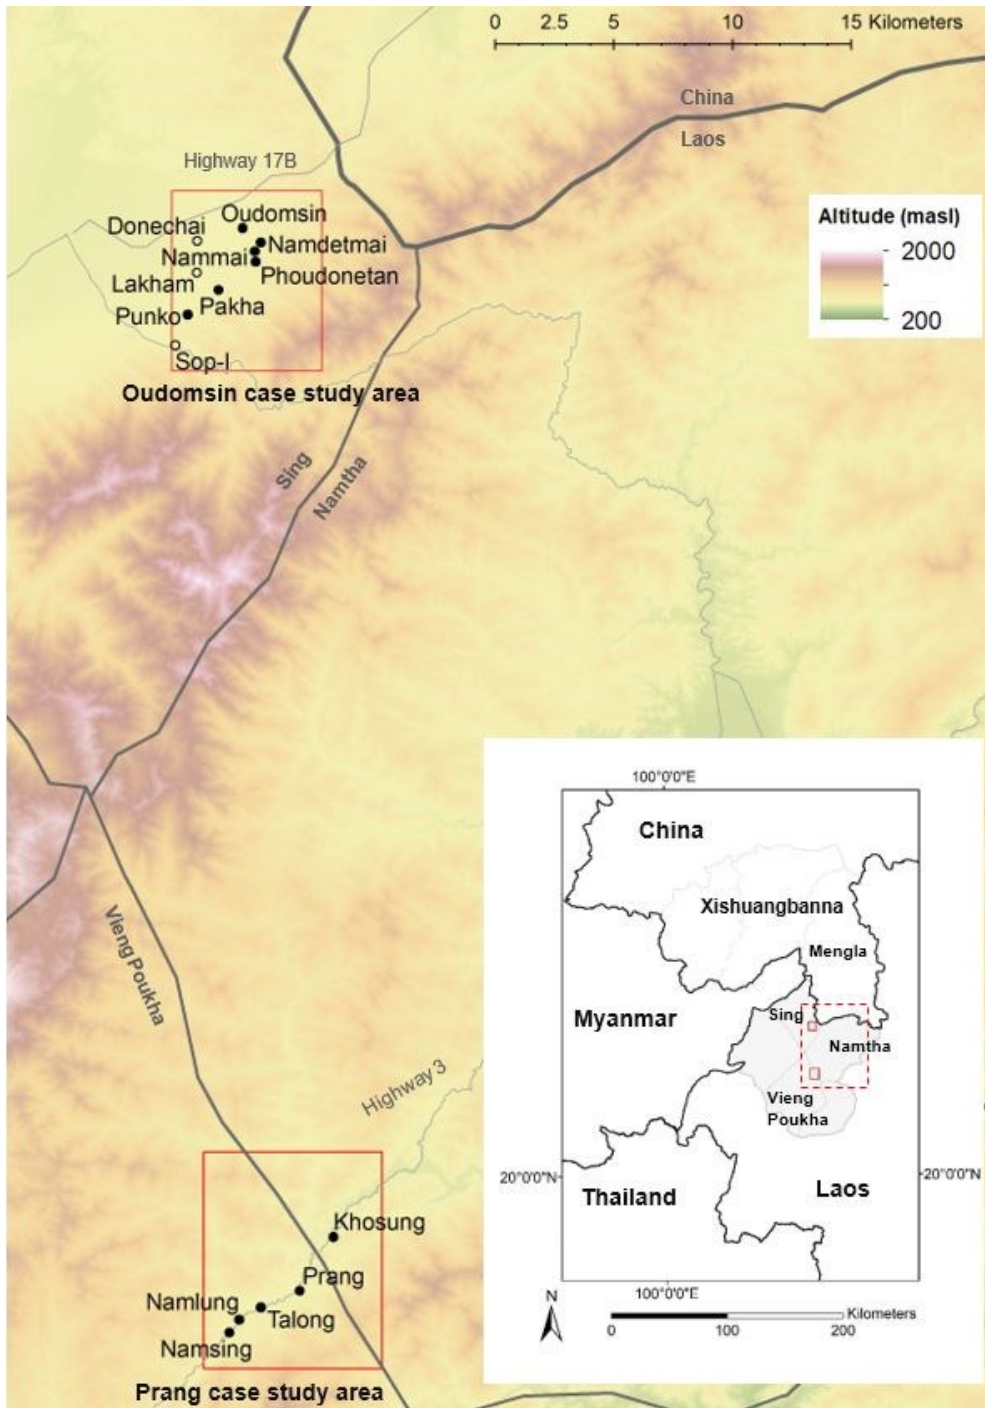 0 2.5 5 10 15 Kilometers
China
Laos
Highway 17B
Donechai
Oudomsin
Namdetmai
Nammai
Phoudonetan
Lakham
Pakha
Punko
Sop-I
Oudomsin case study area
Altitude (masl)
2000
200
Sing
Namtha
Vieng Poukha
Highway 3
Khosung
Prang
Namlung
Talong
Namsing
Prang case study area
100°0'0"E
China
Xishuangbanna
Mengla
Myanmar
Sing
Namtha
Vieng
Poukha
20°0'0"N
20°0'0"N
Thailand
Laos
100°0'0"E
N
Kilometers
0 100 200